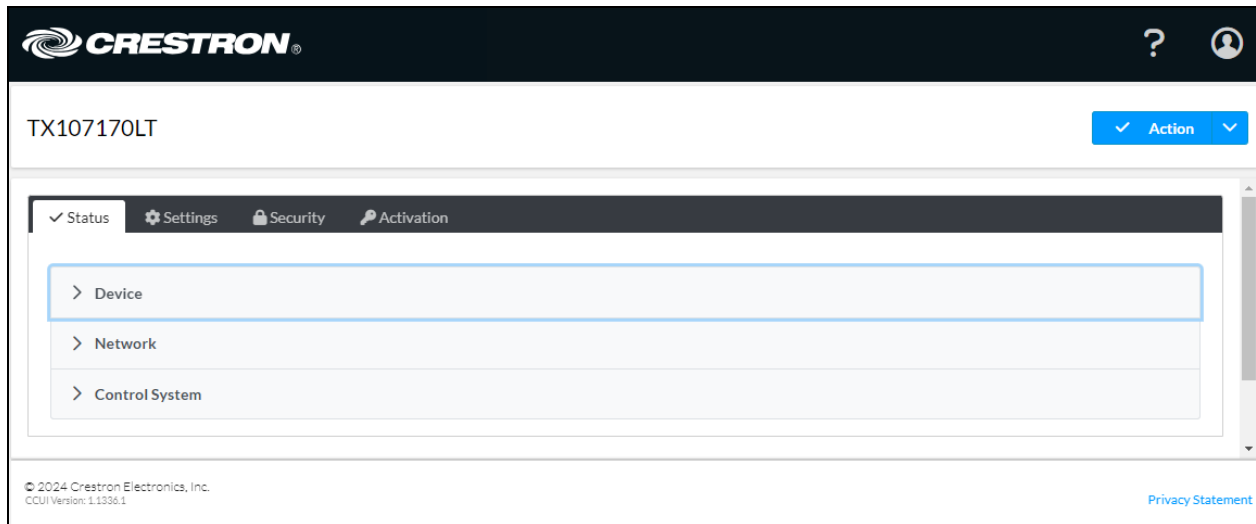 CRESTRON®
?
TX107170LT
Action
Status Settings Security Activation
Device
Network
Control System
© 2024 Crestron Electronics, Inc.
CCUI Version: 1.1336.1
Privacy Statement